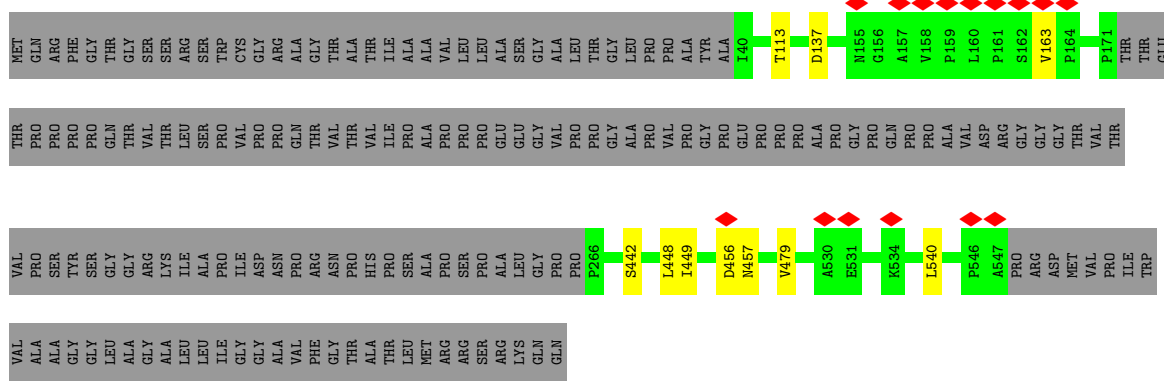 MET GLN ARG PHE GLY THR GLY SER SER ARG SER TRP CYS GLY ARG ALA GLY THR ALA THR ILE ALA ALA VAL LEU LEU ALA SER GLY ALA LEU THR GLY LEU PRO PRO ALA TYR ALA I40 T113 D137 N155 G156 A157 V158 P159 L160 P161 S162 V163 P164 P171 THR THR GLU
THR PRO PRO PRO PRO GLN THR VAL THR LEU SER PRO VAL PRO PRO GLN THR VAL THR VAL ILE PRO ALA PRO PRO PRO GLU GLU GLY VAL PRO PRO GLY ALA PRO VAL PRO GLY PRO GLU PRO PRO PRO ALA PRO GLY PRO GLN PRO PRO ALA VAL ASP ARG GLY GLY GLY THR VAL THR
VAL PRO SER TYR SER GLY GLY ARG LYS ILE ALA PRO ILE ASP ASN PRO ARG ASN PRO HIS PRO SER ALA PRO SER PRO ALA LEU GLY PRO PRO P266 S442 L448 I449 D456 N457 V479 A530 E531 K534 L540 P546 A547 PRO ARG ASP MET VAL PRO ILE TRP
VAL ALA ALA GLY GLY LEU ALA GLY ALA LEU LEU ILE GLY GLY ALA VAL PHE GLY THR ALA THR LEU MET ARG ARG SER ARG LYS GLN GLN